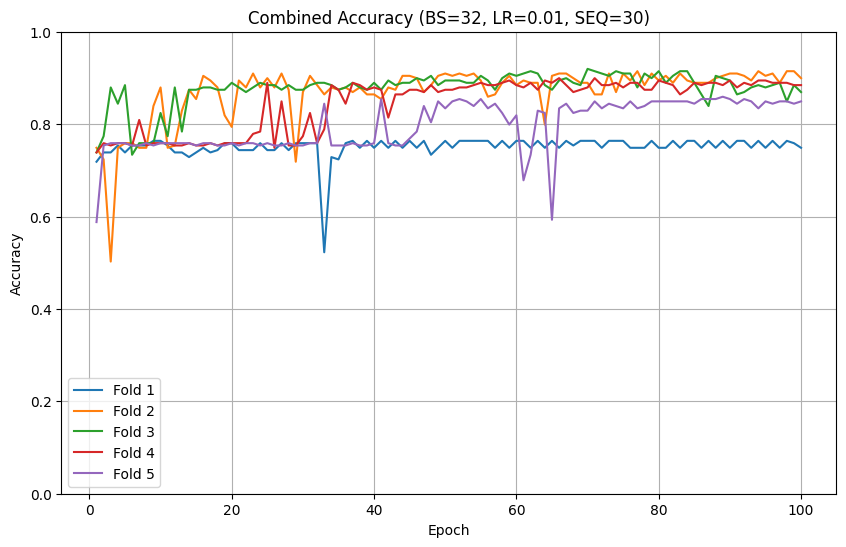 Combined Accuracy (BS=32, LR=0.01, SEQ=30)
1.0
0.8
0.6
0.4
0.2
0.0
Accuracy
Fold 1
Fold 2
Fold 3
Fold 4
Fold 5
0 20 40 60 80 100
Epoch